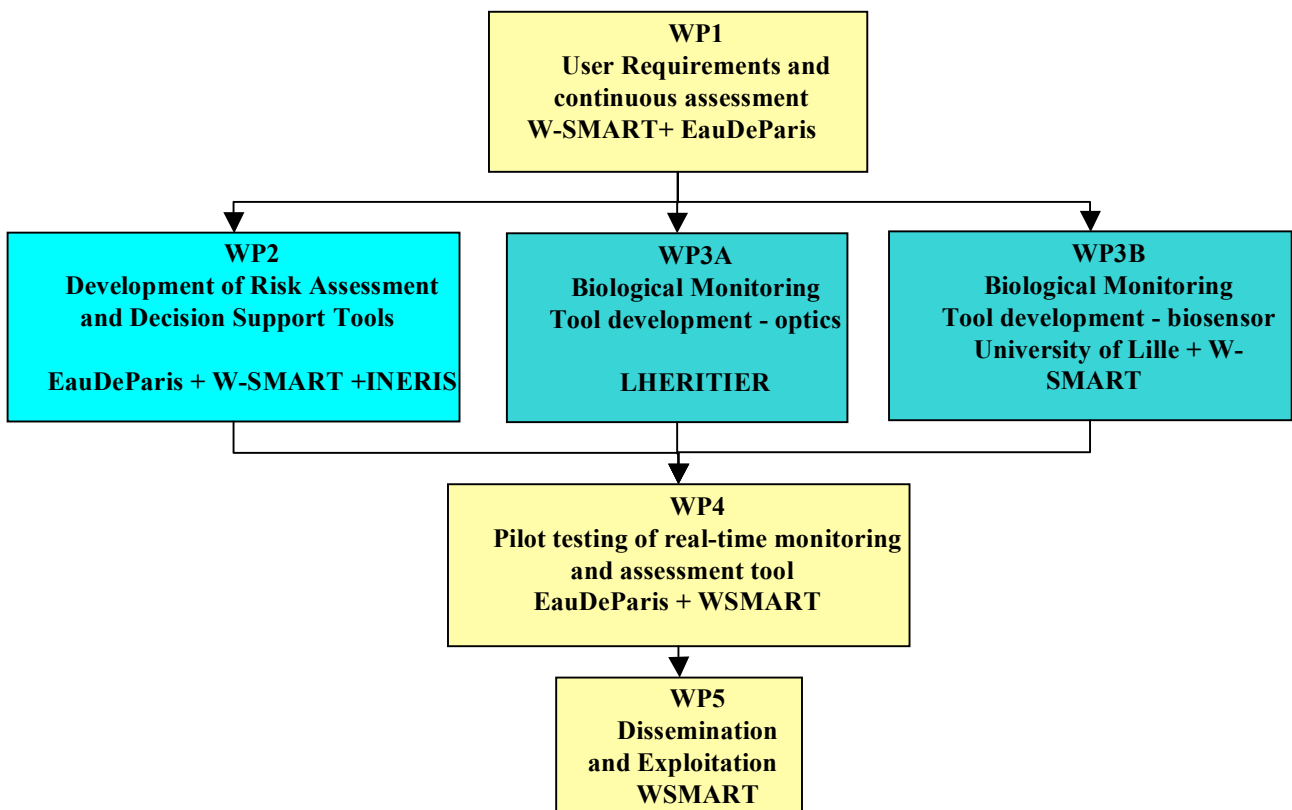 WP1
User Requirements and
continuous assessment
W-SMART+ EauDeParis
WP2
Development of Risk Assessment
and Decision Support Tools
EauDeParis + W-SMART +INERIS
WP3A
Biological Monitoring
Tool development - optics
LHERITIER
WP3B
Biological Monitoring
Tool development - biosensor
University of Lille + W-
SMART
WP4
Pilot testing of real-time monitoring
and assessment tool
EauDeParis + WSMART
WP5
Dissemination
and Exploitation
WSMART